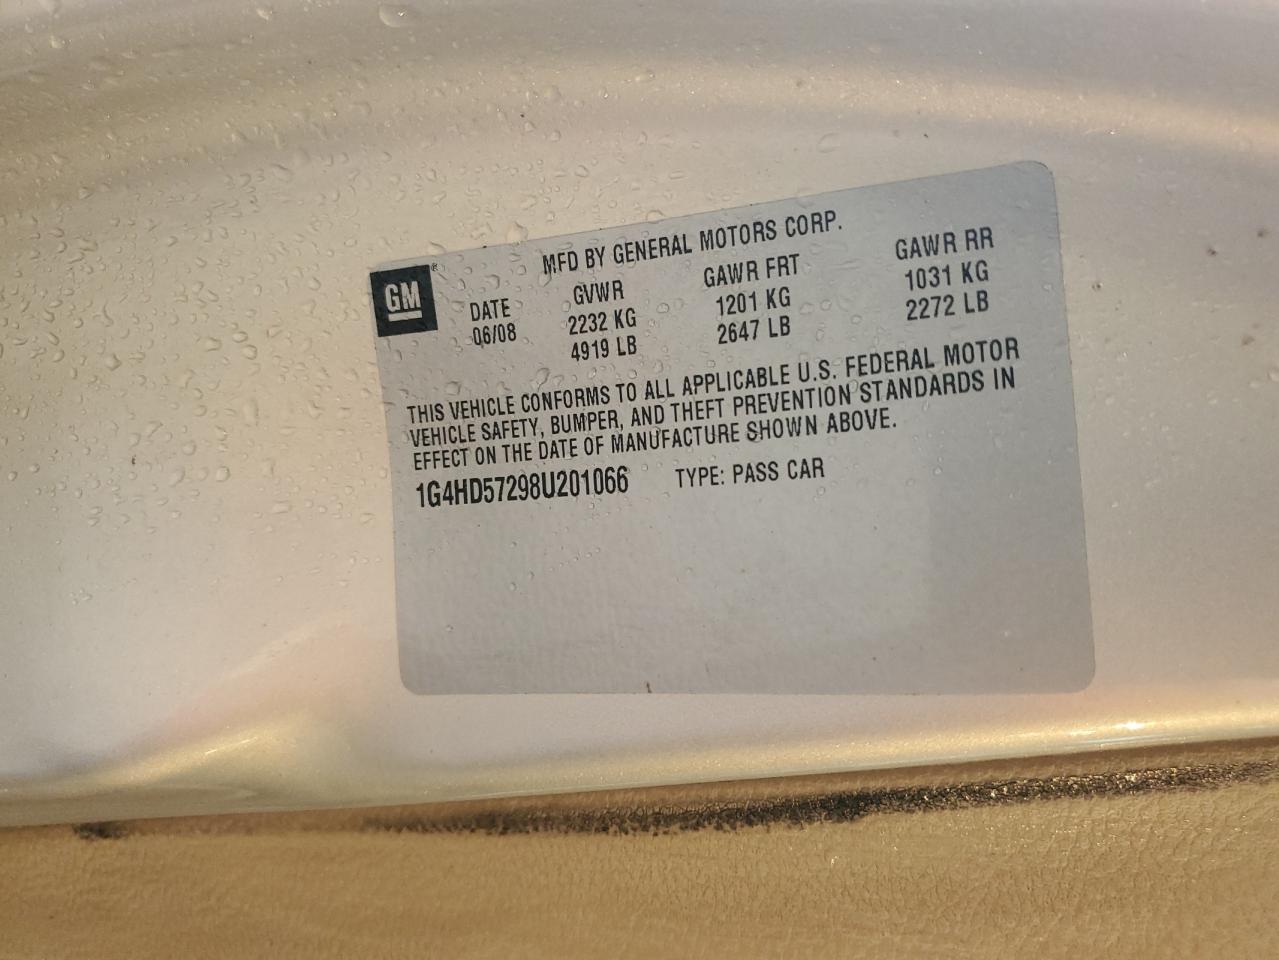 GM®
MFD BY GENERAL MOTORS CORP.
DATE GVWR GAWR FRT GAWR RR
06/08 2232 KG 1201 KG 1031 KG
4919 LB 2647 LB 2272 LB
THIS VEHICLE CONFORMS TO ALL APPLICABLE U.S. FEDERAL MOTOR
VEHICLE SAFETY, BUMPER, AND THEFT PREVENTION STANDARDS IN
EFFECT ON THE DATE OF MANUFACTURE SHOWN ABOVE.
1G4HD57298U201066 TYPE: PASS CAR